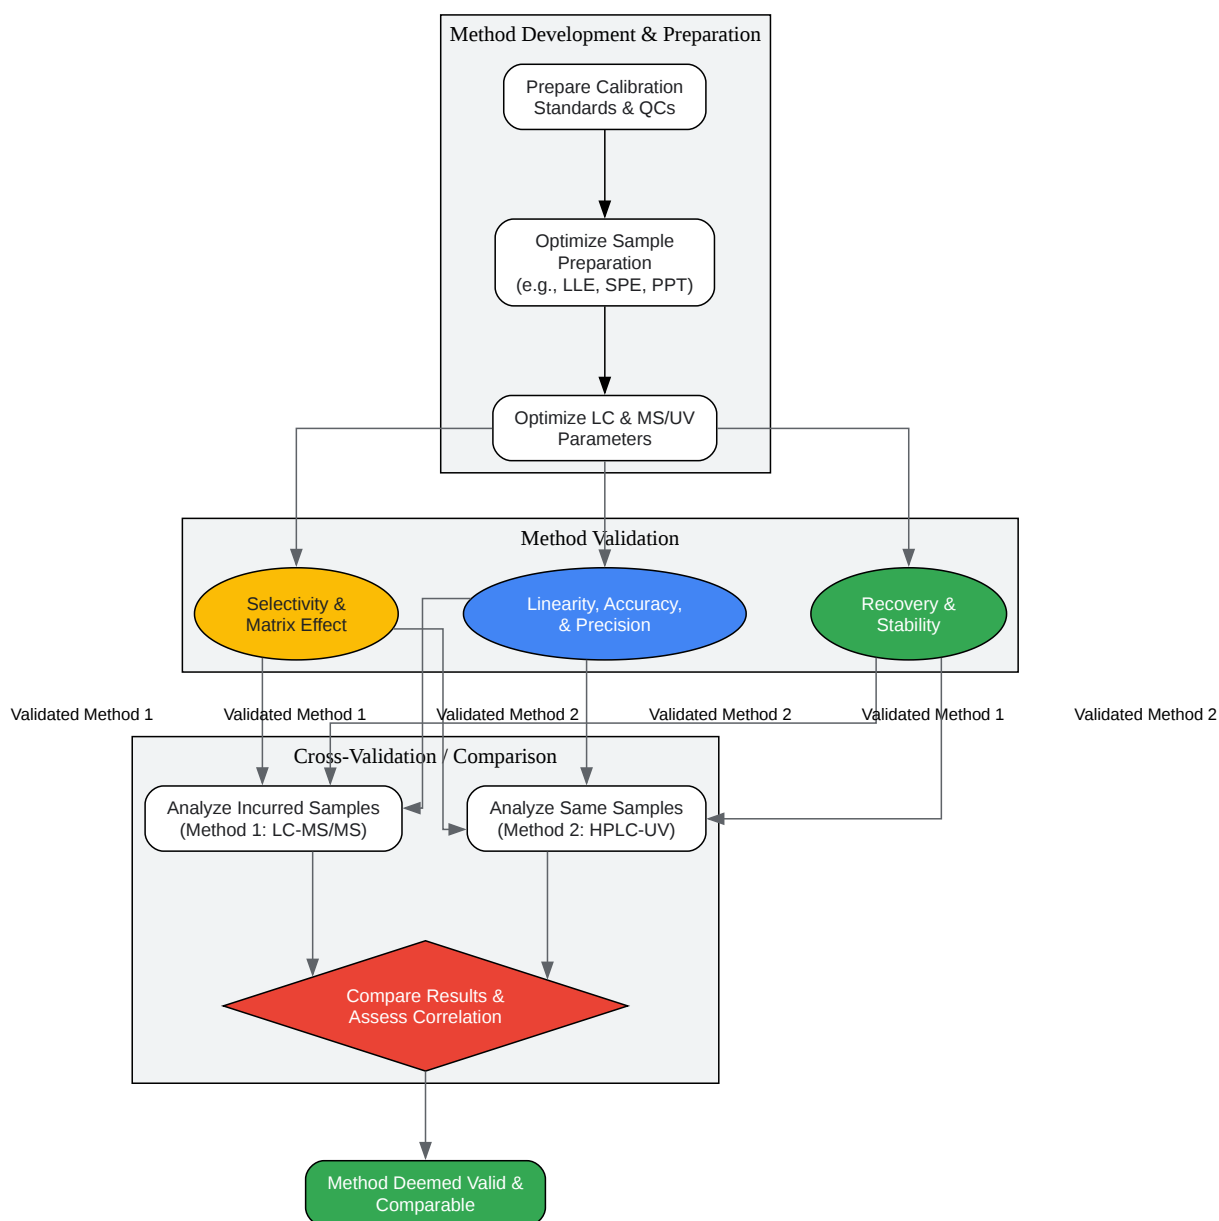 Method Development & Preparation
Prepare Calibration
Standards & QCs
Optimize Sample
Preparation
(e.g., LLE, SPE, PPT)
Optimize LC & MS/UV
Parameters
Method Validation
Selectivity &
Matrix Effect
Linearity, Accuracy,
& Precision
Recovery &
Stability
Validated Method 1
Validated Method 1
Validated Method 2
Validated Method 2
Validated Method 1
Validated Method 2
Cross-Validation / Comparison
Analyze Incurred Samples
(Method 1: LC-MS/MS)
Analyze Same Samples
(Method 2: HPLC-UV)
Compare Results &
Assess Correlation
Method Deemed Valid &
Comparable